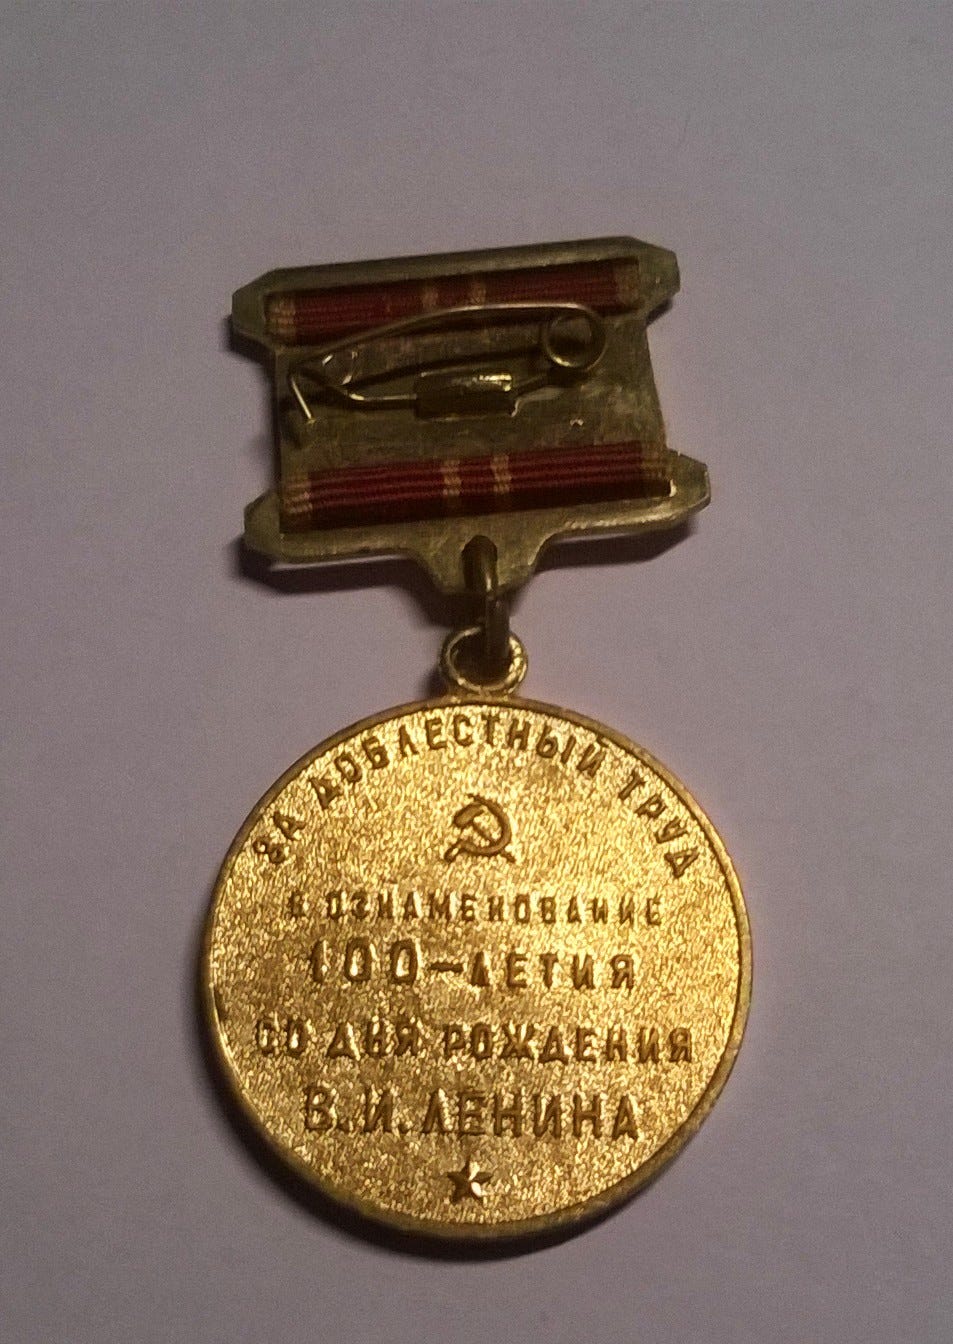 ЗА ДОБЛЕСТНЫЙ ТРУД
В ОЗНАМЕНОВАНИЕ
100-ЛЕТИЯ
СО ДНЯ РОЖДЕНИЯ
В.И. ЛЕНИНА